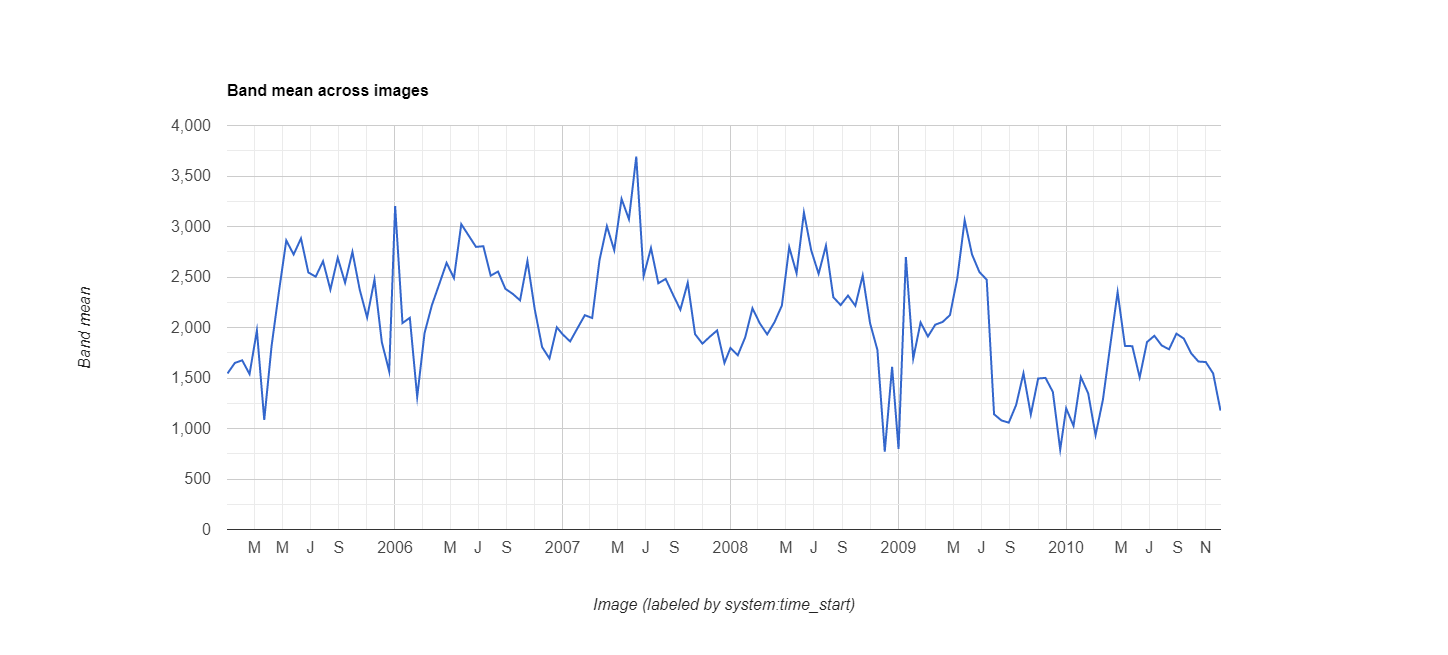 Band mean across images
4,000
3,500
3,000
2,500
2,000
1,500
1,000
500
0
Band mean
M M J S 2006 M J S 2007 M J S 2008 M J S 2009 M J S 2010 M J S N
Image (labeled by system:time_start)